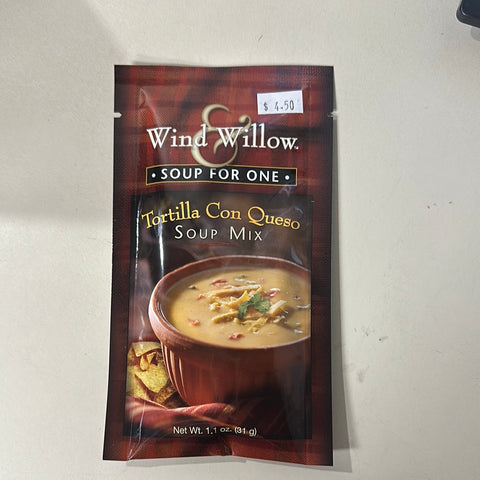 $ 4.50
Wind & Willow
• SOUP FOR ONE •
Tortilla Con Queso
SOUP MIX
Net Wt. 1.1 oz. (31 g)